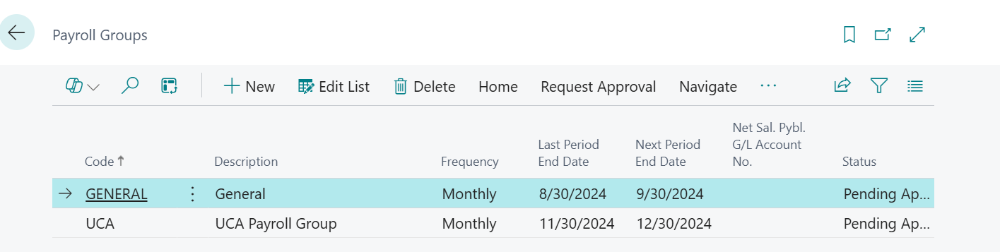 Payroll Groups
New Edit List Delete Home Request Approval Navigate ...
Net Sal. Pybl.
Last Period Next Period G/L Account
Code ↑ Description Frequency End Date End Date No. Status
GENERAL General Monthly 8/30/2024 9/30/2024 Pending Ap...
UCA UCA Payroll Group Monthly 11/30/2024 12/30/2024 Pending Ap...